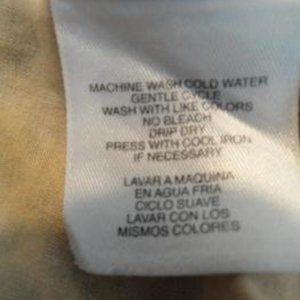 MACHINE WASH COLD WATER
GENTLE CYCLE
WASH WITH LIKE COLORS
NO BLEACH
DRIP DRY
PRESS WITH COOL IRON
IF NECESSARY
LAVAR A MAQUINA
EN AGUA FRIA
CICLO SUAVE
LAVAR CON LOS
MISMOS COLORES